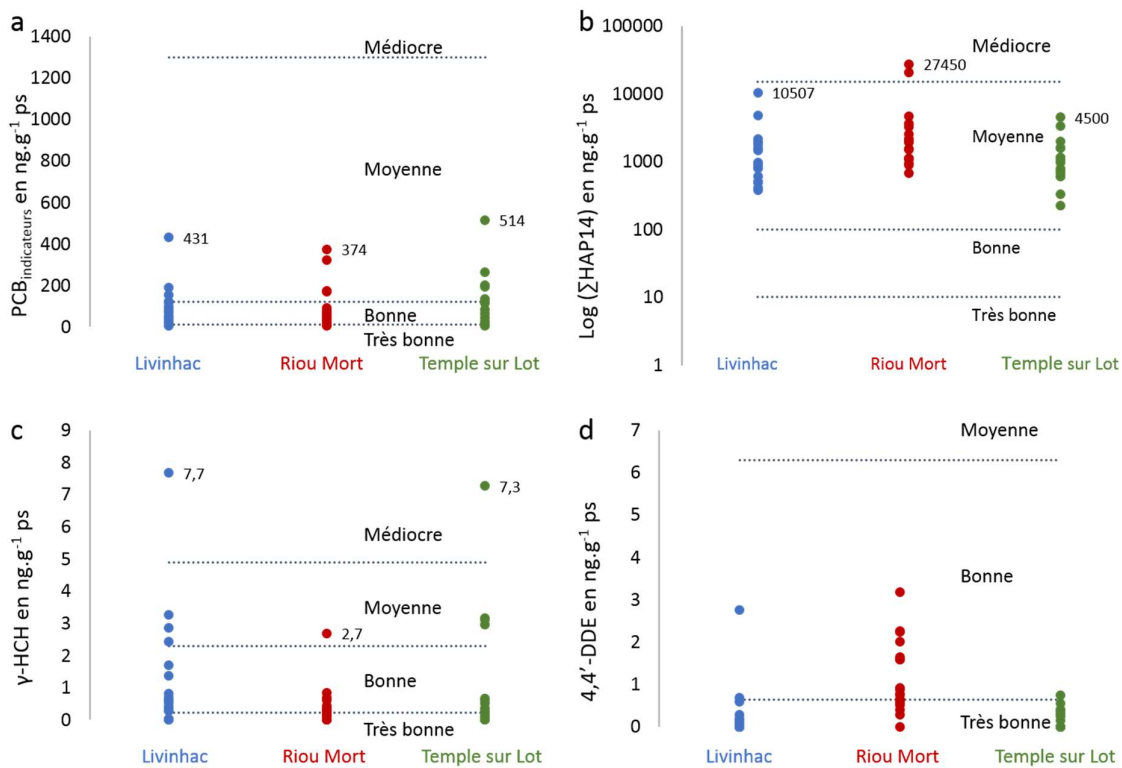 a
PCBindicateurs en ng.g-1 ps
1400
1200
1000
800
600
400
200
0
Médiocre
Moyenne
Bonne
Très bonne
431
374
514
Livinhac
Riou Mort
Temple sur Lot
b
Log (∑HAP14) en ng.g-1 ps
100000
10000
1000
100
10
1
Médiocre
Moyenne
Bonne
Très bonne
10507
27450
4500
Livinhac
Riou Mort
Temple sur Lot
c
γ-HCH en ng.g-1 ps
9
8
7
6
5
4
3
2
1
0
7,7
7,3
2,7
Médiocre
Moyenne
Bonne
Très bonne
Livinhac
Riou Mort
Temple sur Lot
d
4,4'-DDE en ng.g-1 ps
7
6
5
4
3
2
1
0
Moyenne
Bonne
Très bonne
Livinhac
Riou Mort
Temple sur Lot